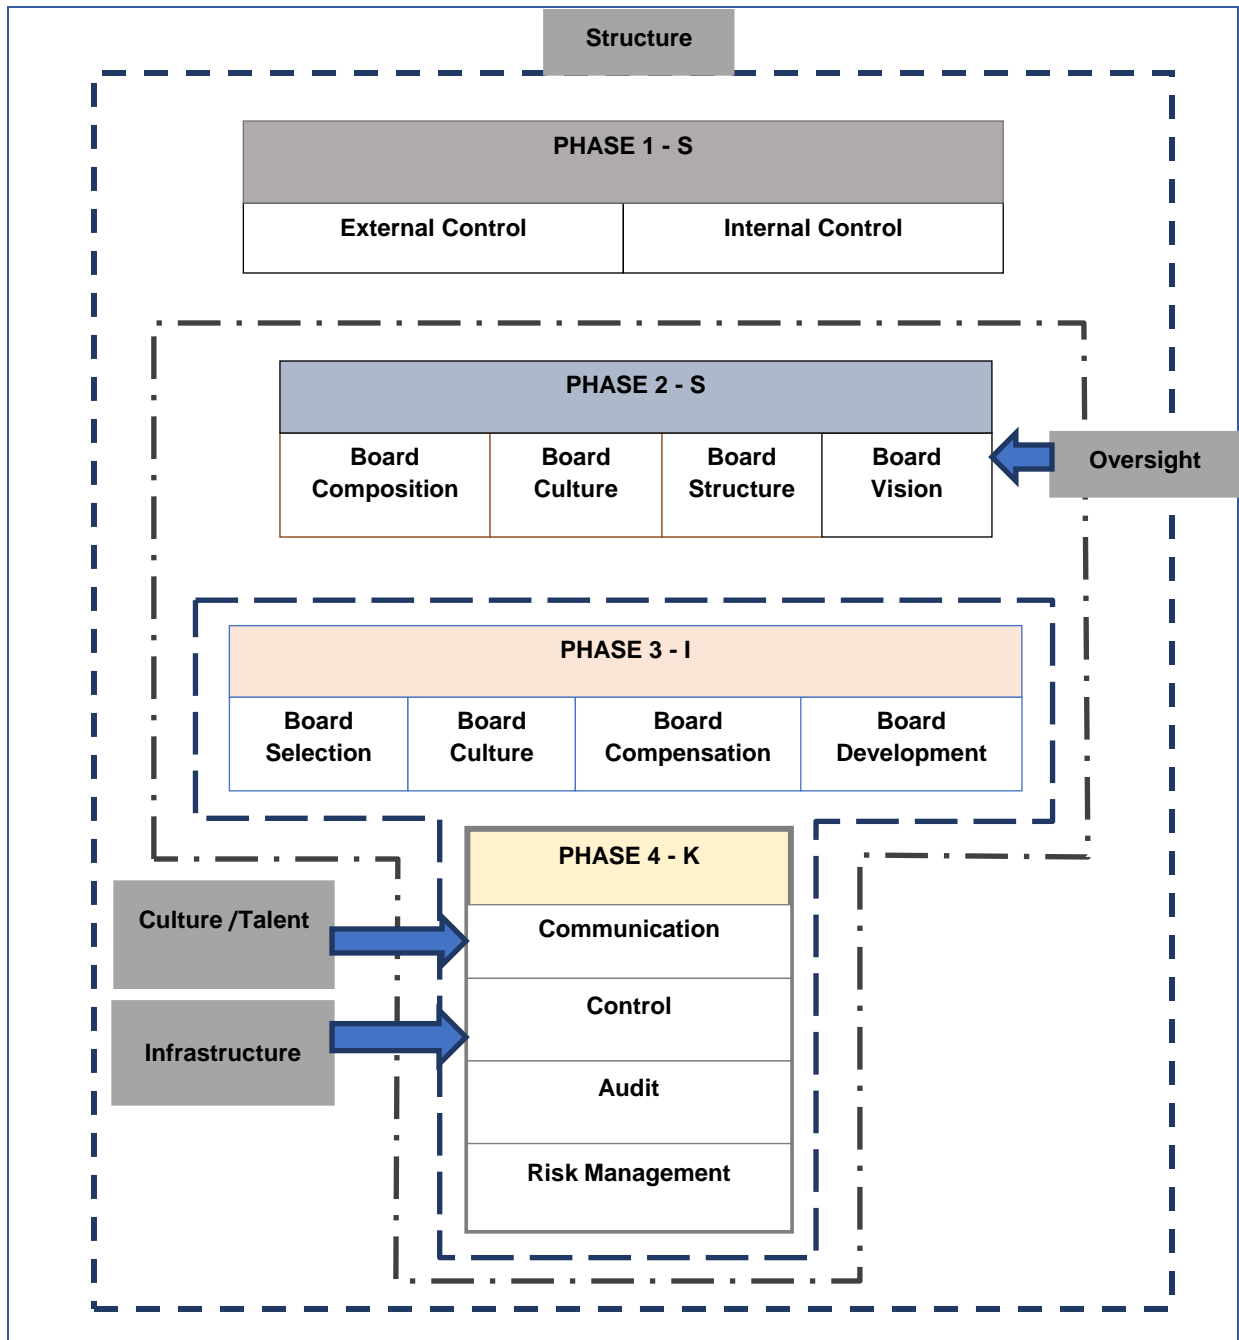 Structure
PHASE 1 - S
External Control
Internal Control
PHASE 2 - S
Board
Composition
Board
Culture
Board
Structure
Board
Vision
Oversight
PHASE 3 - I
Board
Selection
Board
Culture
Board
Compensation
Board
Development
PHASE 4 - K
Culture /Talent
Communication
Control
Infrastructure
Audit
Risk Management